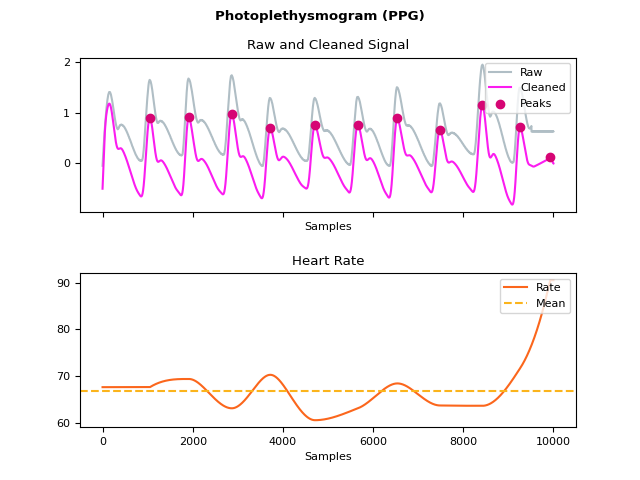 Photoplethysmogram (PPG)
Raw and Cleaned Signal
2
1
0
Raw
Cleaned
Peaks
Samples
Heart Rate
90
80
70
60
Rate
Mean
0 2000 4000 6000 8000 10000
Samples